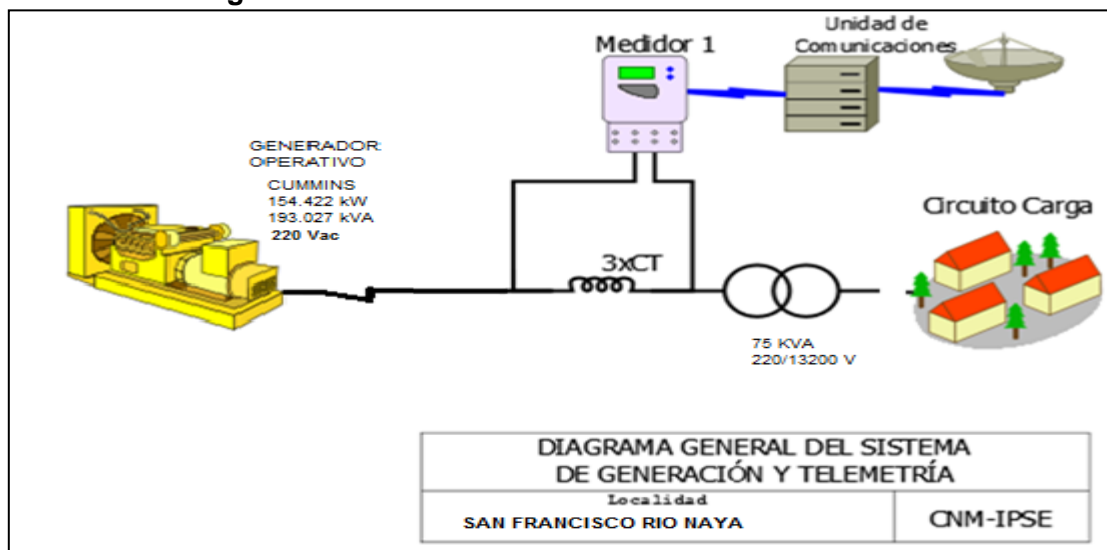 Unidad de
Comunicaciones
Medidor 1
GENERADOR
OPERATIVO
CUMMINS
154.422 kW
193.027 kVA
220 Vac
Circuito Carga
3xCT
75 KVA
220/13200 V
DIAGRAMA GENERAL DEL SISTEMA
DE GENERACIÓN Y TELEMETRÍA
Localidad
SAN FRANCISCO RIO NAYA
CNM-IPSE